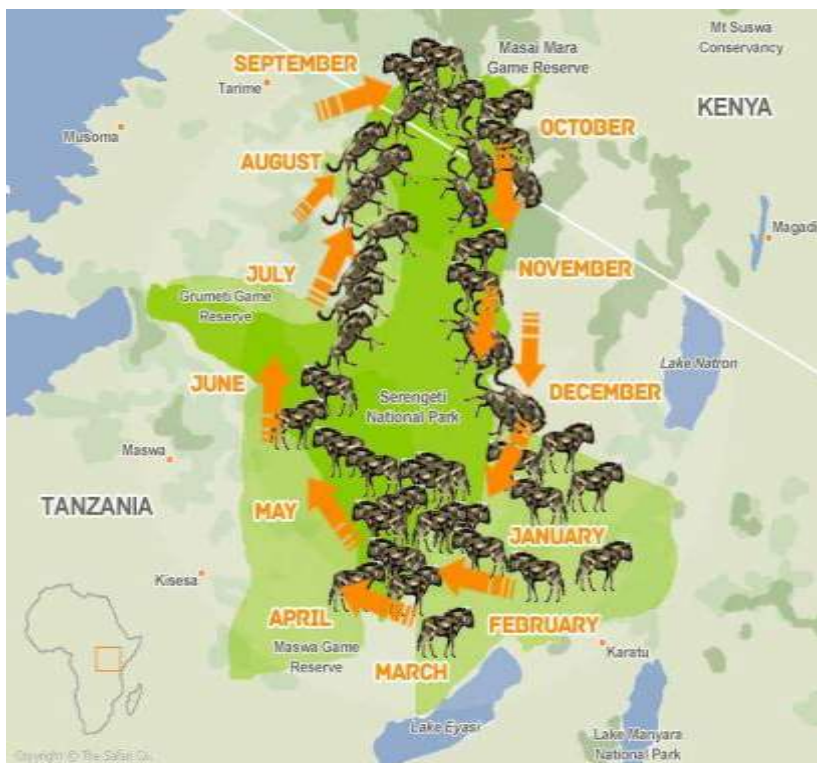 Mt Suswa
Conservancy
Masai Mara
Game Reserve
SEPTEMBER
Tarime
KENYA
Musoma
OCTOBER
AUGUST
Magadi
JULY
NOVEMBER
Grumeti Game
Reserve
Lake Natron
JUNE
DECEMBER
Serengeti
National Park
Maswa
TANZANIA
MAY
JANUARY
Kisesa
APRIL
FEBRUARY
Maswa Game
Reserve
Karatu
MARCH
Lake Eyasi
Lake Manyara
National Park
Copyright © The Safari Co.